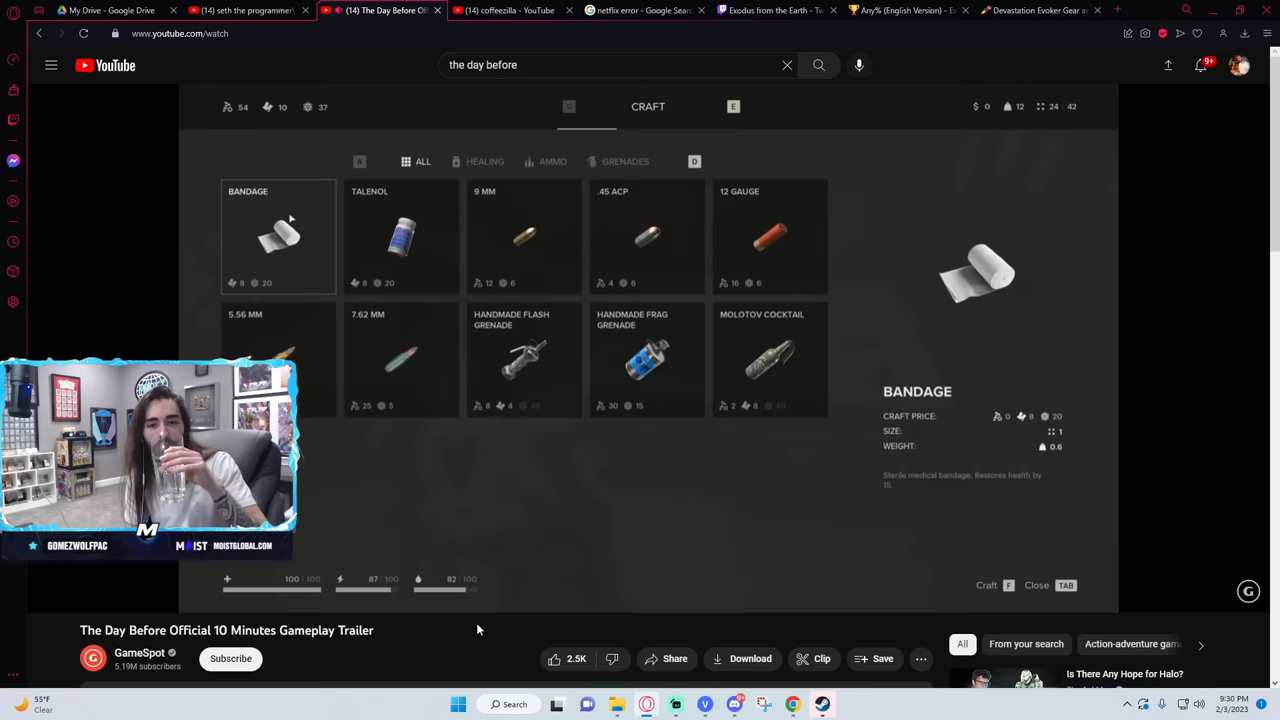 My Drive - Google Drive
(14) seth the programmer
(14) The Day Before Of
(14) coffeezilla - YouTube
netflix error - Google Sear
Exodus from the Earth - Tw
Any% (English Version) - E
Devastation Evoker Gear an
www.youtube.com/watch
YouTube
the day before
9+
54 10 37
Q CRAFT E
$ 0 12 24 | 42
A ALL HEALING AMMO GRENADES D
BANDAGE TALENOL 9 MM .45 ACP 12 GAUGE
8 20 8 20 12 6 4 6 16 6
5.56 MM 7.62 MM HANDMADE FLASH GRENADE HANDMADE FRAG GRENADE MOLOTOV COCKTAIL
25 5 8 4 40 30 15 2 8 40
BANDAGE
CRAFT PRICE: 0 8 20
SIZE: 1
WEIGHT: 0.6
Sterile medical bandage. Restores health by
15.
M
GOMEZWOLFPAC MOIST MOISTGLOBAL.COM
100 | 100 87 | 100 82 | 100
Craft F Close TAB
G
The Day Before Official 10 Minutes Gameplay Trailer
GameSpot
5.19M subscribers
Subscribe
2.5K Share Download Clip Save
All From your search Action-adventure gam
Is There Any Hope for Halo?
55°F
Clear
Search
9:30 PM
2/3/2023